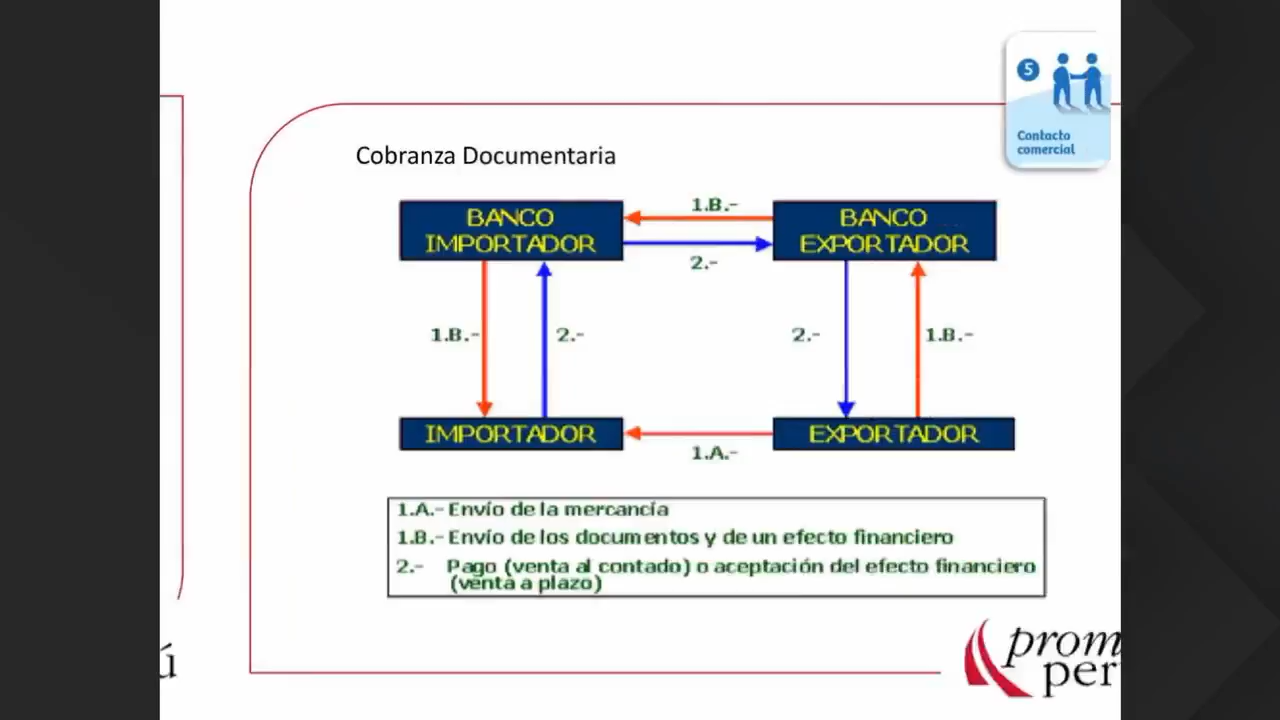 5
Contacto
comercial
Cobranza Documentaria
1.B.-
BANCO
IMPORTADOR
BANCO
EXPORTADOR
2.-
1.B.-
2.-
2.-
1.B.-
IMPORTADOR
EXPORTADOR
1.A.-
1.A.- Envío de la mercancía
1.B.- Envío de los documentos y de un efecto financiero
2.- Pago (venta al contado) o aceptación del efecto financiero
(venta a plazo)
ú
prom
per